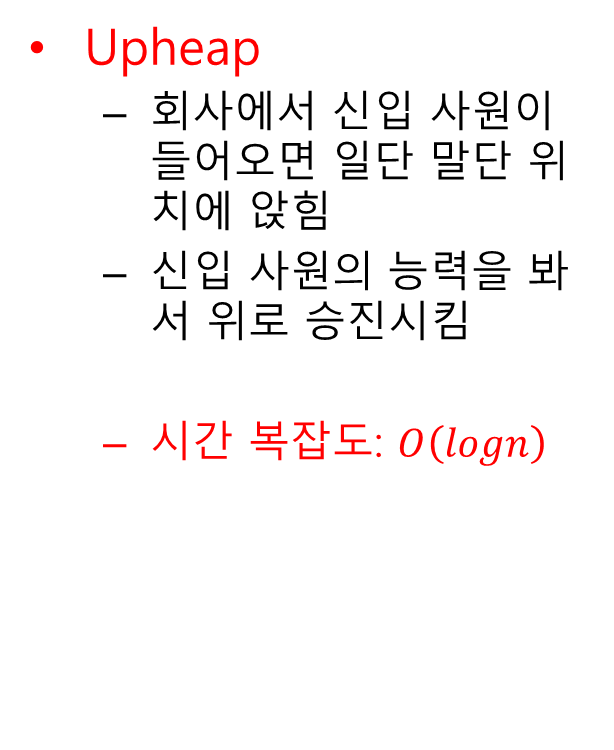 • Upheap
– 회사에서 신입 사원이
들어오면 일단 말단 위
치에 앉힘
– 신입 사원의 능력을 봐
서 위로 승진시킴
– 시간 복잡도: O(logn)